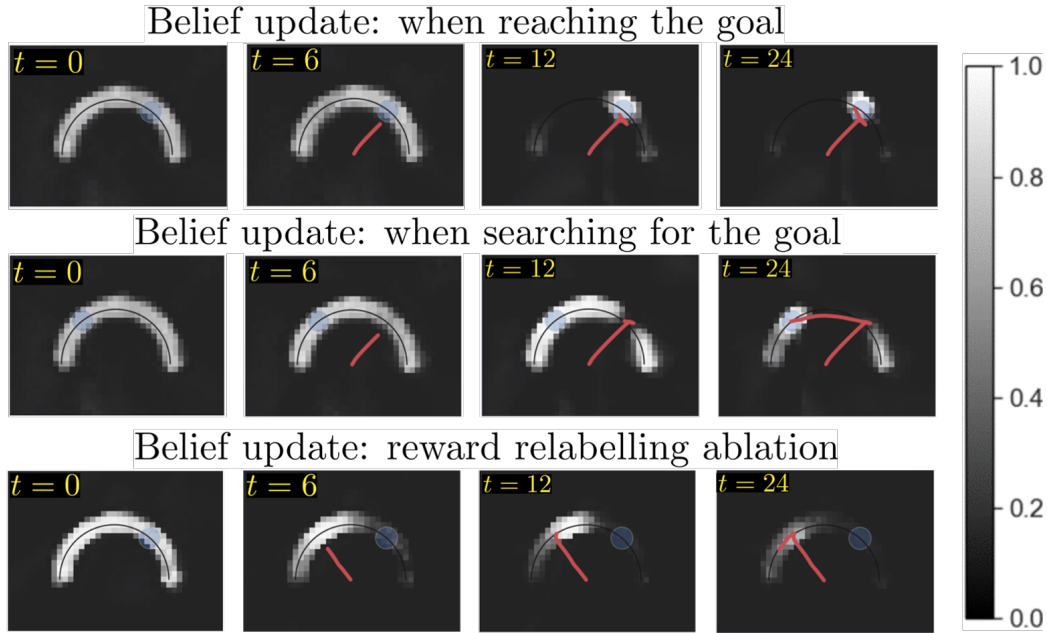 Belief update: when reaching the goal
t = 0 t = 6 t = 12 t = 24
Belief update: when searching for the goal
t = 0 t = 6 t = 12 t = 24
Belief update: reward relabelling ablation
t = 0 t = 6 t = 12 t = 24
1.0
0.8
0.6
0.4
0.2
0.0